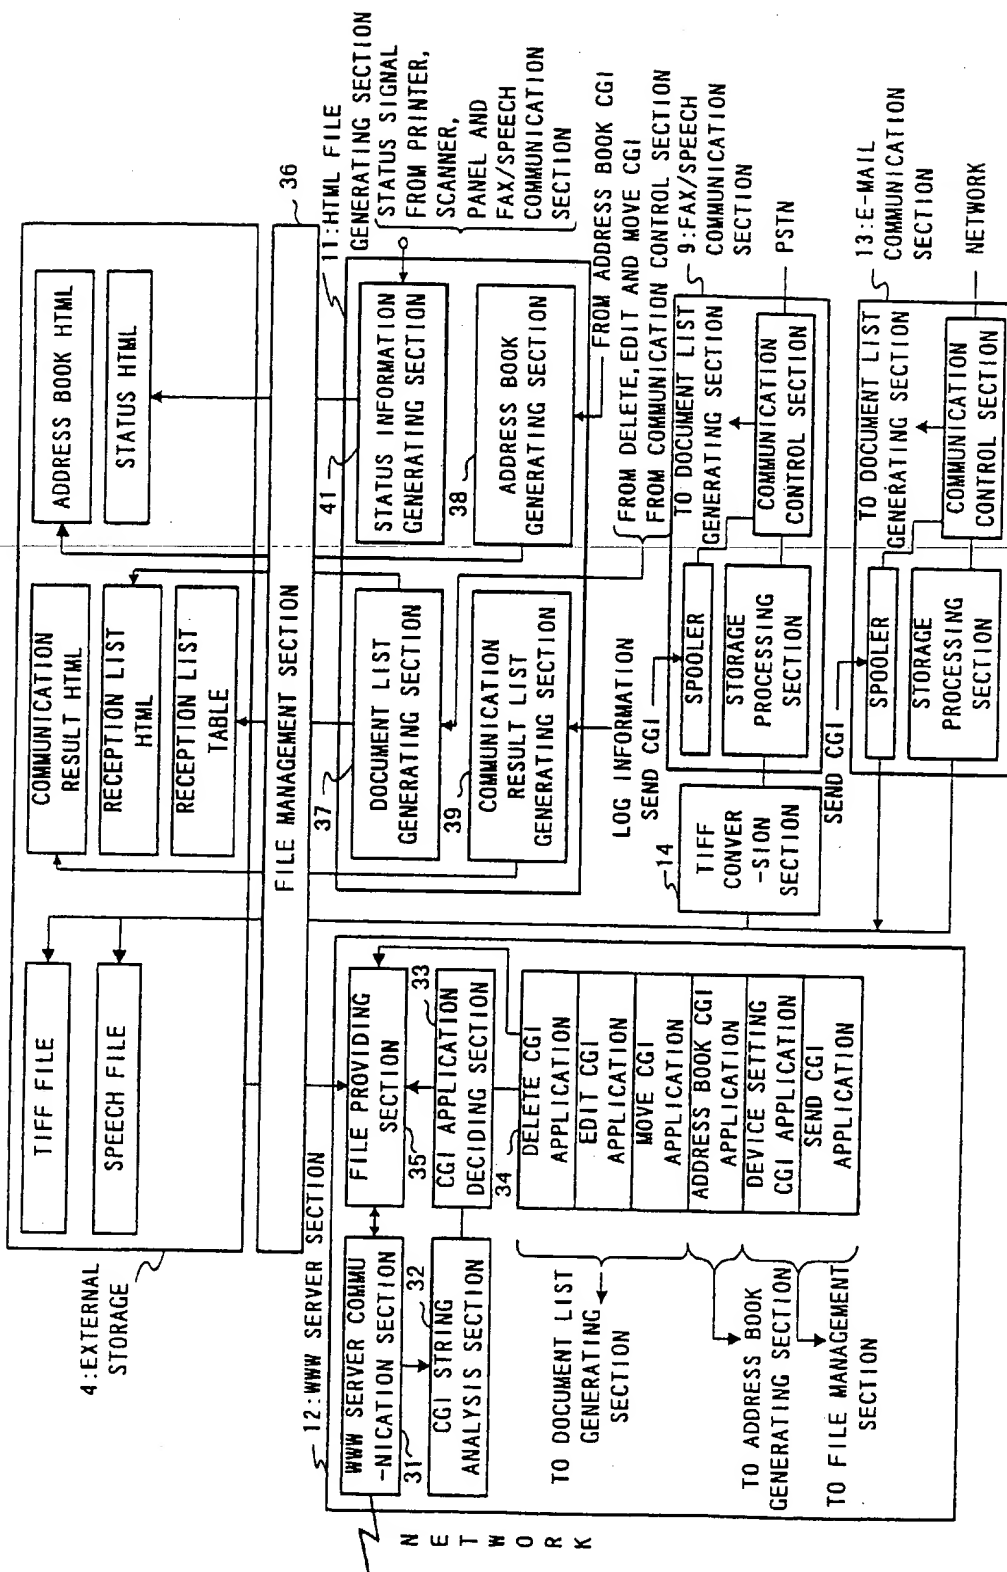 4:EXTERNAL
STORAGE
TIFF FILE
SPEECH FILE
COMMUNICATION
RESULT HTML
RECEPTION LIST
HTML
RECEPTION LIST
TABLE
ADDRESS BOOK HTML
STATUS HTML
FILE MANAGEMENT SECTION
36
12:WWW SERVER SECTION
WWW SERVER COMMU
-NICATION SECTION
31
CGI STRING
ANALYSIS SECTION
32
FILE PROVIDING
SECTION
35
33
CGI APPLICATION
DECIDING SECTION
34
DELETE CGI
APPLICATION
EDIT CGI
APPLICATION
MOVE CGI
APPLICATION
ADDRESS BOOK CGI
APPLICATION
DEVICE SETTING
CGI APPLICATION
SEND CGI
APPLICATION
TO DOCUMENT LIST
GENERATING
SECTION
TO ADDRESS BOOK
GENERATING SECTION
TO FILE MANAGEMENT
SECTION
NETWORK
11:HTML FILE
GENERATING SECTION
STATUS SIGNAL
FROM PRINTER,
SCANNER,
PANEL AND
FAX/SPEECH
COMMUNICATION
SECTION
37
DOCUMENT LIST
GENERATING SECTION
39
COMMUNICATION
RESULT LIST
GENERATING SECTION
41
STATUS INFORMATION
GENERATING SECTION
38
ADDRESS BOOK
GENERATING SECTION
FROM ADDRESS BOOK CGI
FROM DELETE,EDIT AND MOVE CGI
FROM COMMUNICATION CONTROL SECTION
LOG INFORMATION
SEND CGI
14
TIFF
CONVER
-SION
SECTION
9:FAX/SPEECH
COMMUNICATION
SECTION
TO DOCUMENT LIST
GENERATING SECTION
SPOOLER
STORAGE
PROCESSING
SECTION
COMMUNICATION
CONTROL SECTION
PSTN
SEND CGI
13:E-MAIL
COMMUNICATION
SECTION
TO DOCUMENT LIST
GENERATING SECTION
SPOOLER
STORAGE
PROCESSING
SECTION
COMMUNICATION
CONTROL SECTION
NETWORK